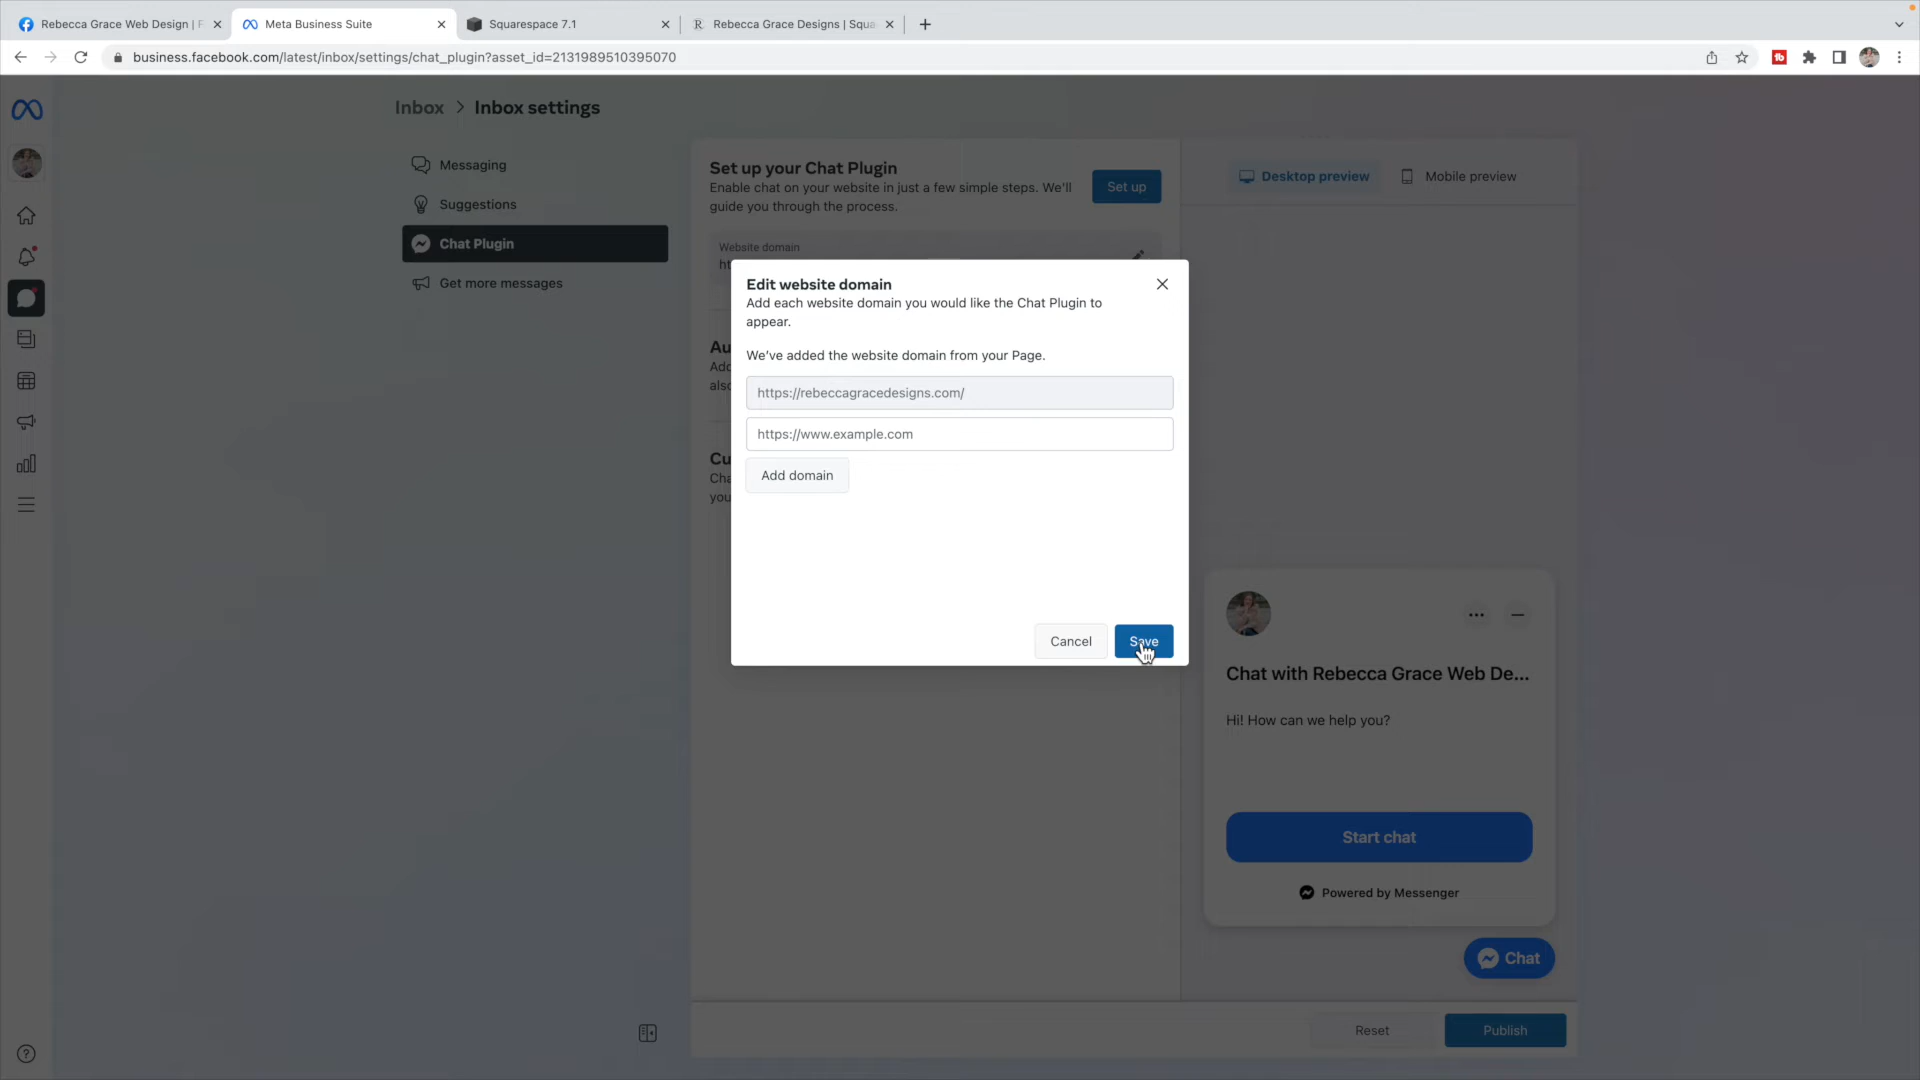 Rebecca Grace Web Design | F
Meta Business Suite
Squarespace 7.1
Rebecca Grace Designs | Squa
business.facebook.com/latest/inbox/settings/chat_plugin?asset_id=2131989510395070
Inbox > Inbox settings
Messaging
Suggestions
Chat Plugin
Get more messages
Set up your Chat Plugin
Enable chat on your website in just a few simple steps. We'll
guide you through the process.
Set up
Website domain
ht
Au
Add
also
Cu
Cha
you
Desktop preview
Mobile preview
Edit website domain
Add each website domain you would like the Chat Plugin to
appear.
We've added the website domain from your Page.
https://rebeccagracedesigns.com/
https://www.example.com
Add domain
Cancel
Save
Chat with Rebecca Grace Web De...
Hi! How can we help you?
Start chat
Powered by Messenger
Chat
Reset
Publish